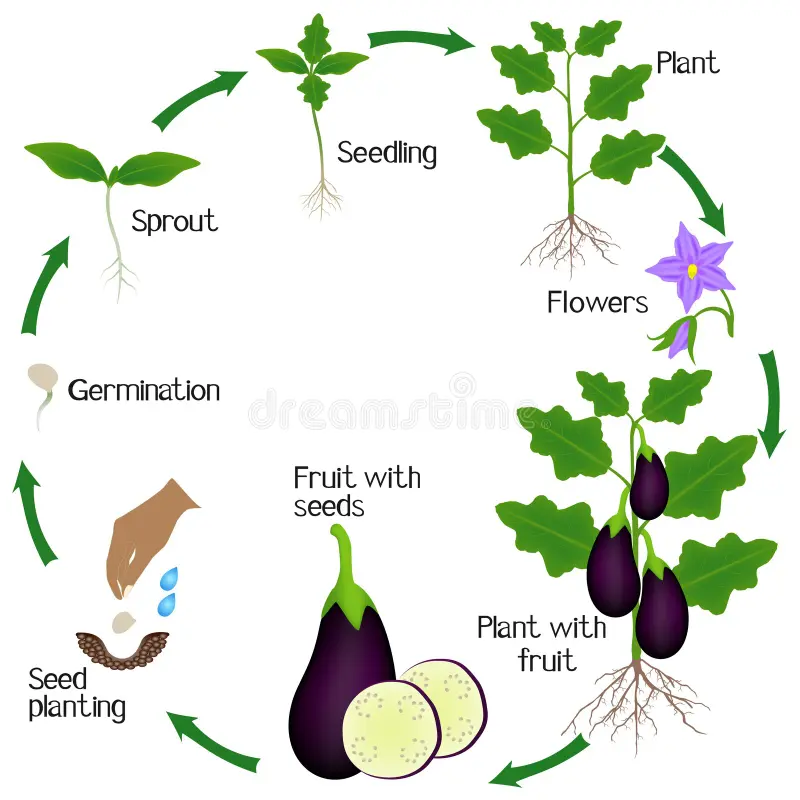 Plant
Seedling
Sprout
Flowers
Germination
dreamstime
Fruit with
seeds
Plant with
fruit
Seed
planting